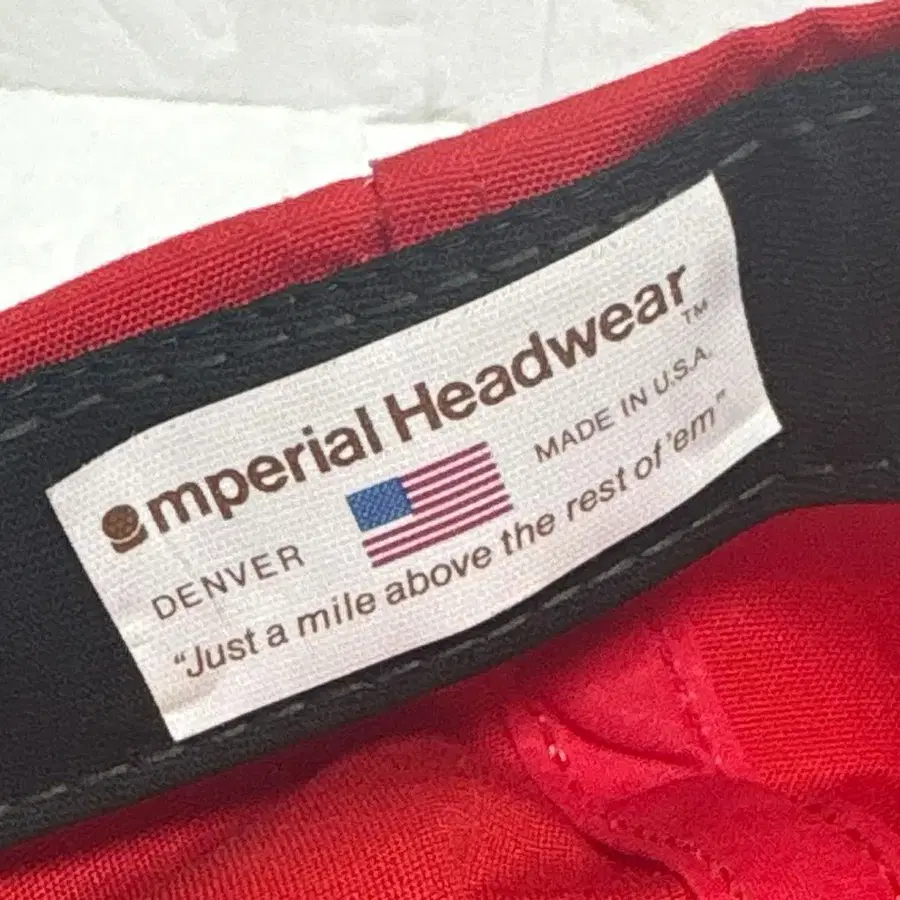 Imperial Headwear™
DENVER MADE IN U.S.A.
“Just a mile above the rest of 'em”